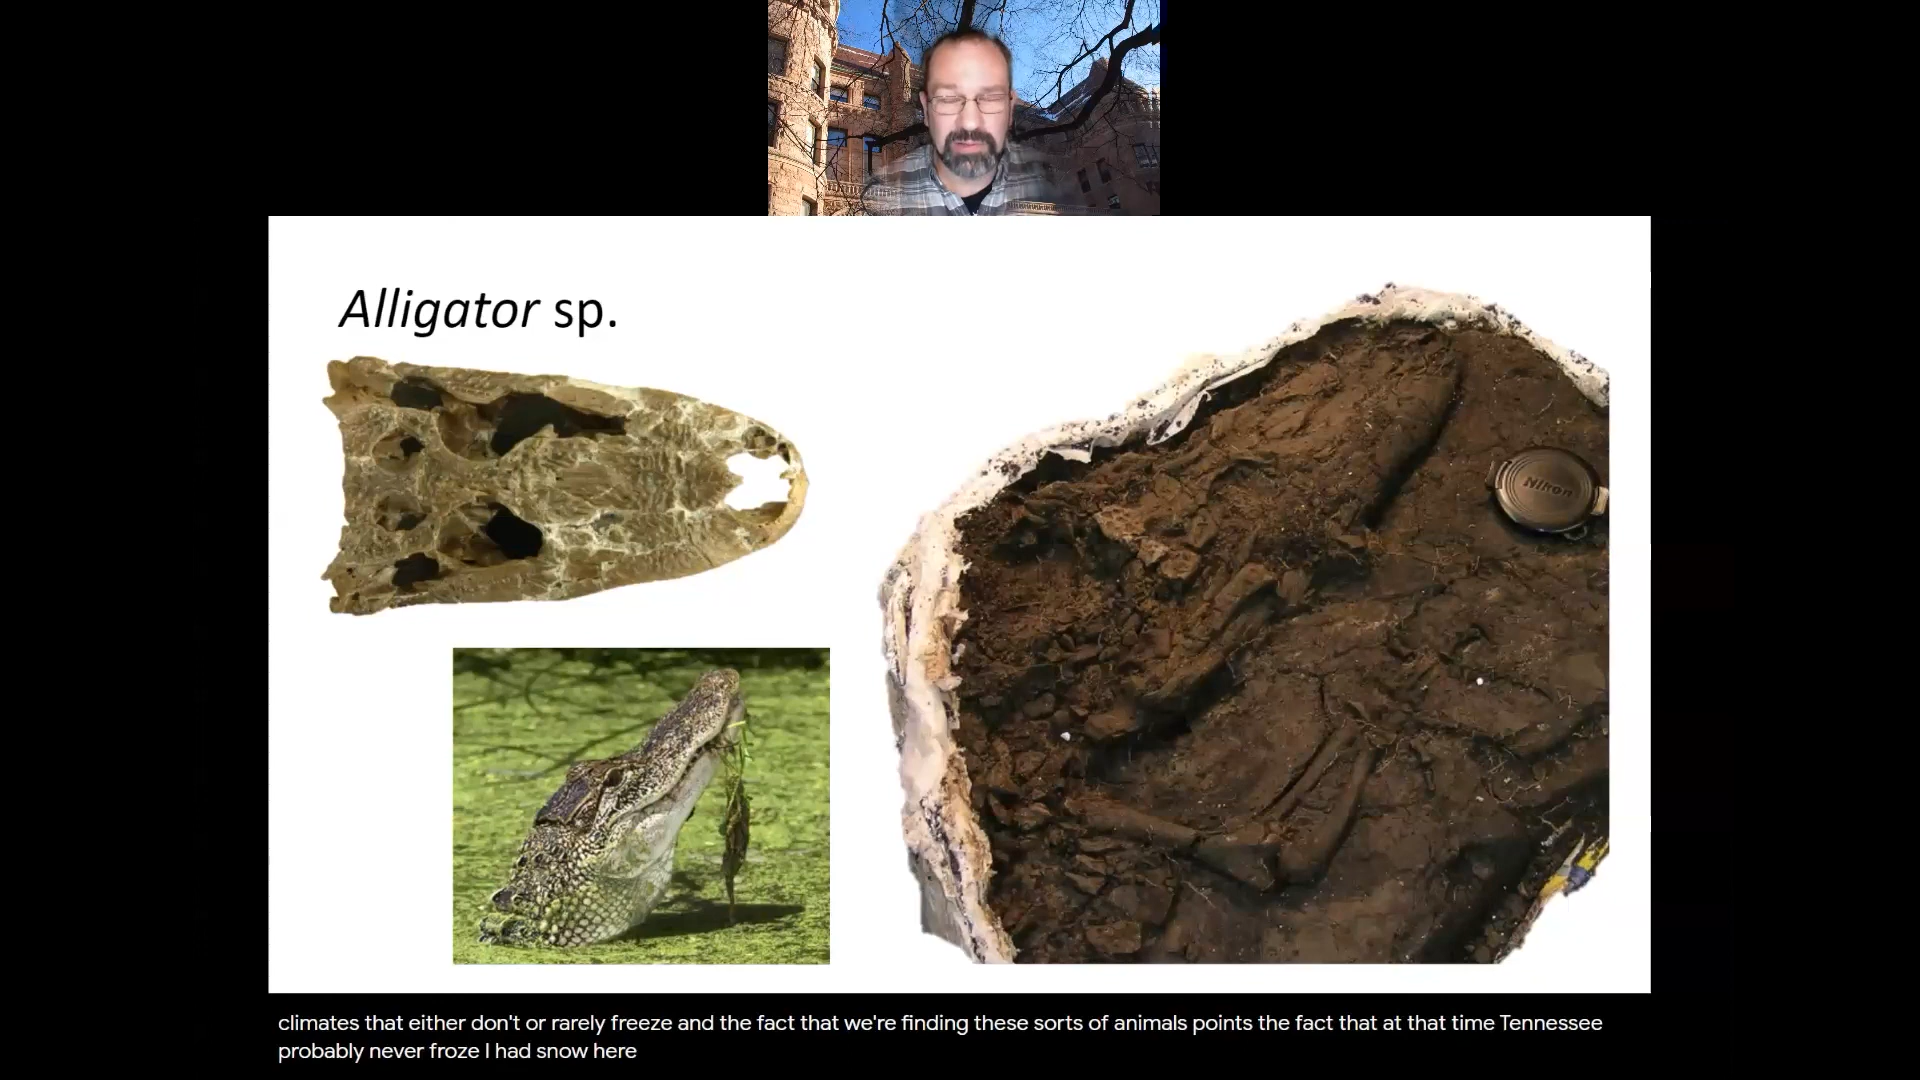 Alligator sp.
Nikon
climates that either don't or rarely freeze and the fact that we're finding these sorts of animals points the fact that at that time Tennessee
probably never froze I had snow here